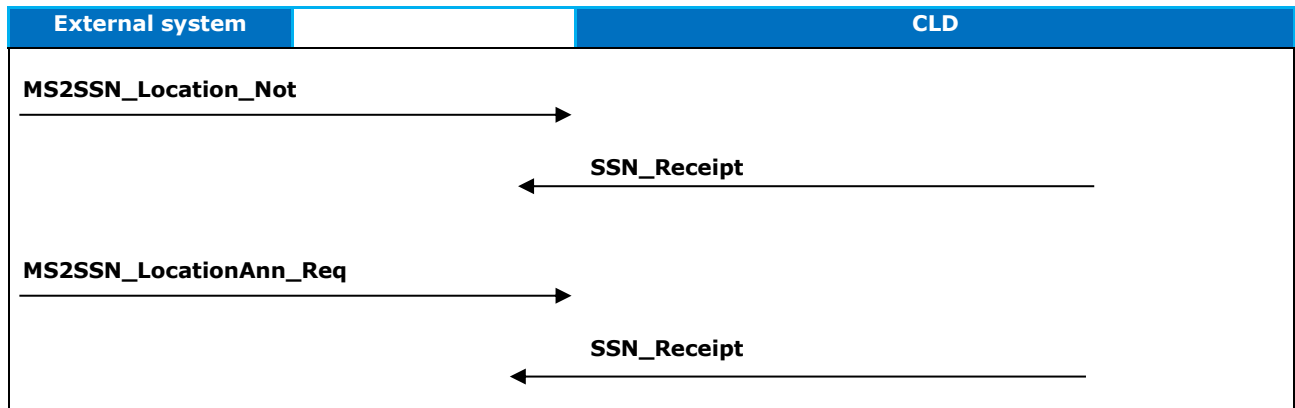 External system
CLD
MS2SSN_Location_Not
SSN_Receipt
MS2SSN_LocationAnn_Req
SSN_Receipt